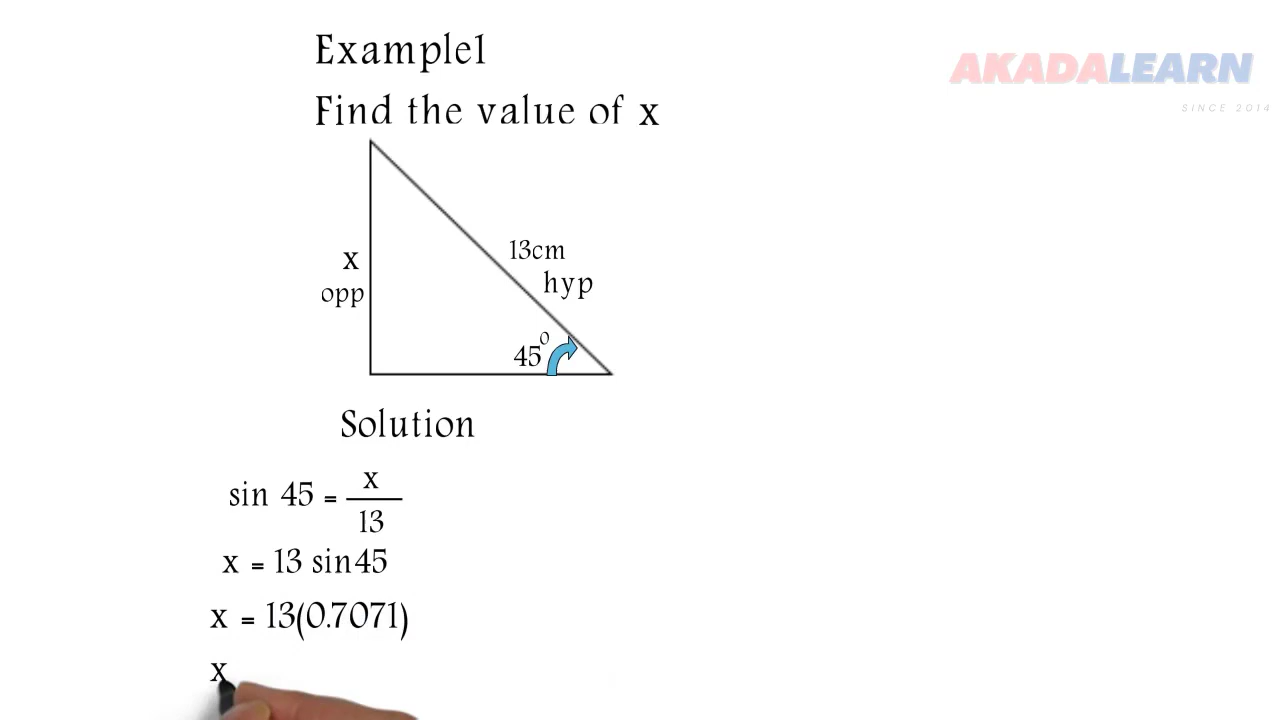 Example1
AKADALEARN
SINCE 2014
Find the value of x
x
opp
13cm
hyp
45⁰
Solution
sin 45 = x/13
x = 13 sin45
x = 13(0.7071)
x